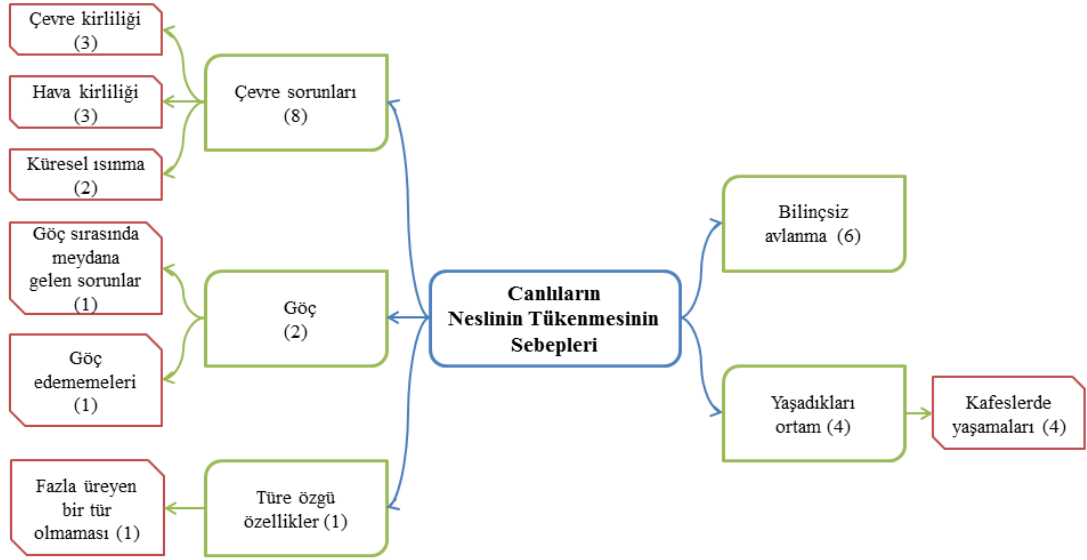 Çevre kirliliği
(3)
Hava kirliliği
(3)
Küresel ısınma
(2)
Çevre sorunları
(8)
Göç sırasında
meydana
gelen sorunlar
(1)
Göç
edememeleri
(1)
Göç
(2)
Fazla üreyen
bir tür
olmaması (1)
Türe özgü
özellikler (1)
Canlıların
Neslinin Tükenmesinin
Sebepleri
Bilinçsiz
avlanma (6)
Yaşadıkları
ortam (4)
Kafeslerde
yaşamaları (4)